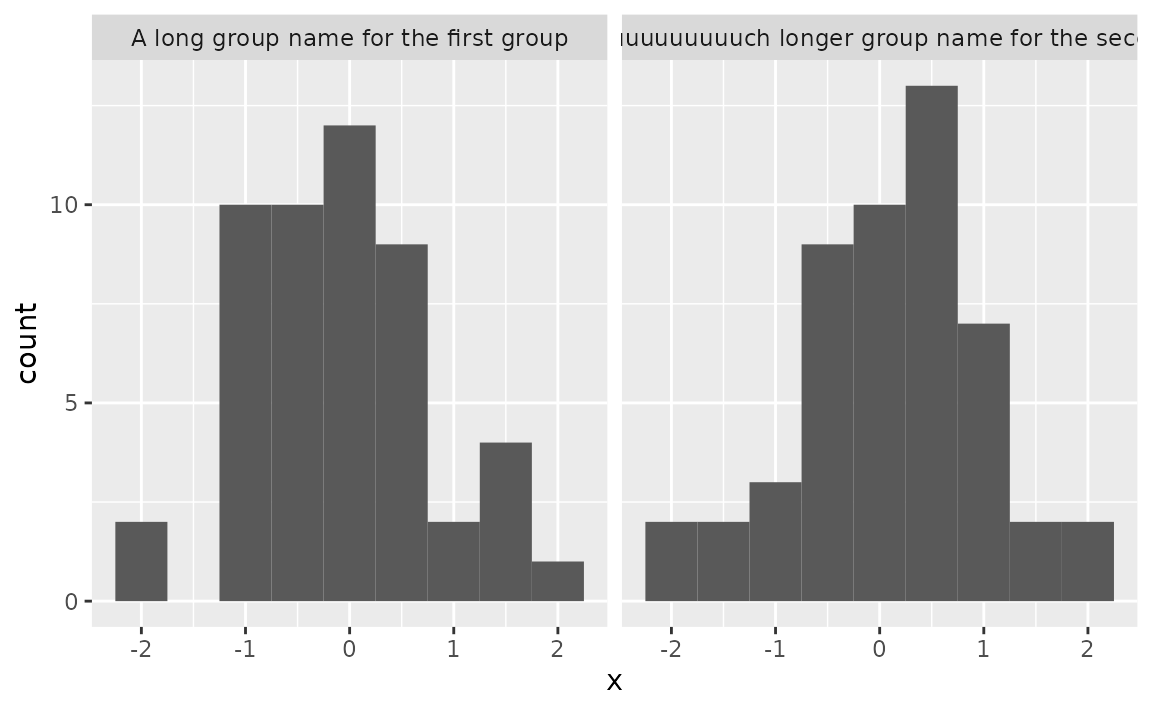 A long group name for the first group
longer group name for the
count
10
5
0
-2 -1 0 1 2
-2 -1 0 1 2
x